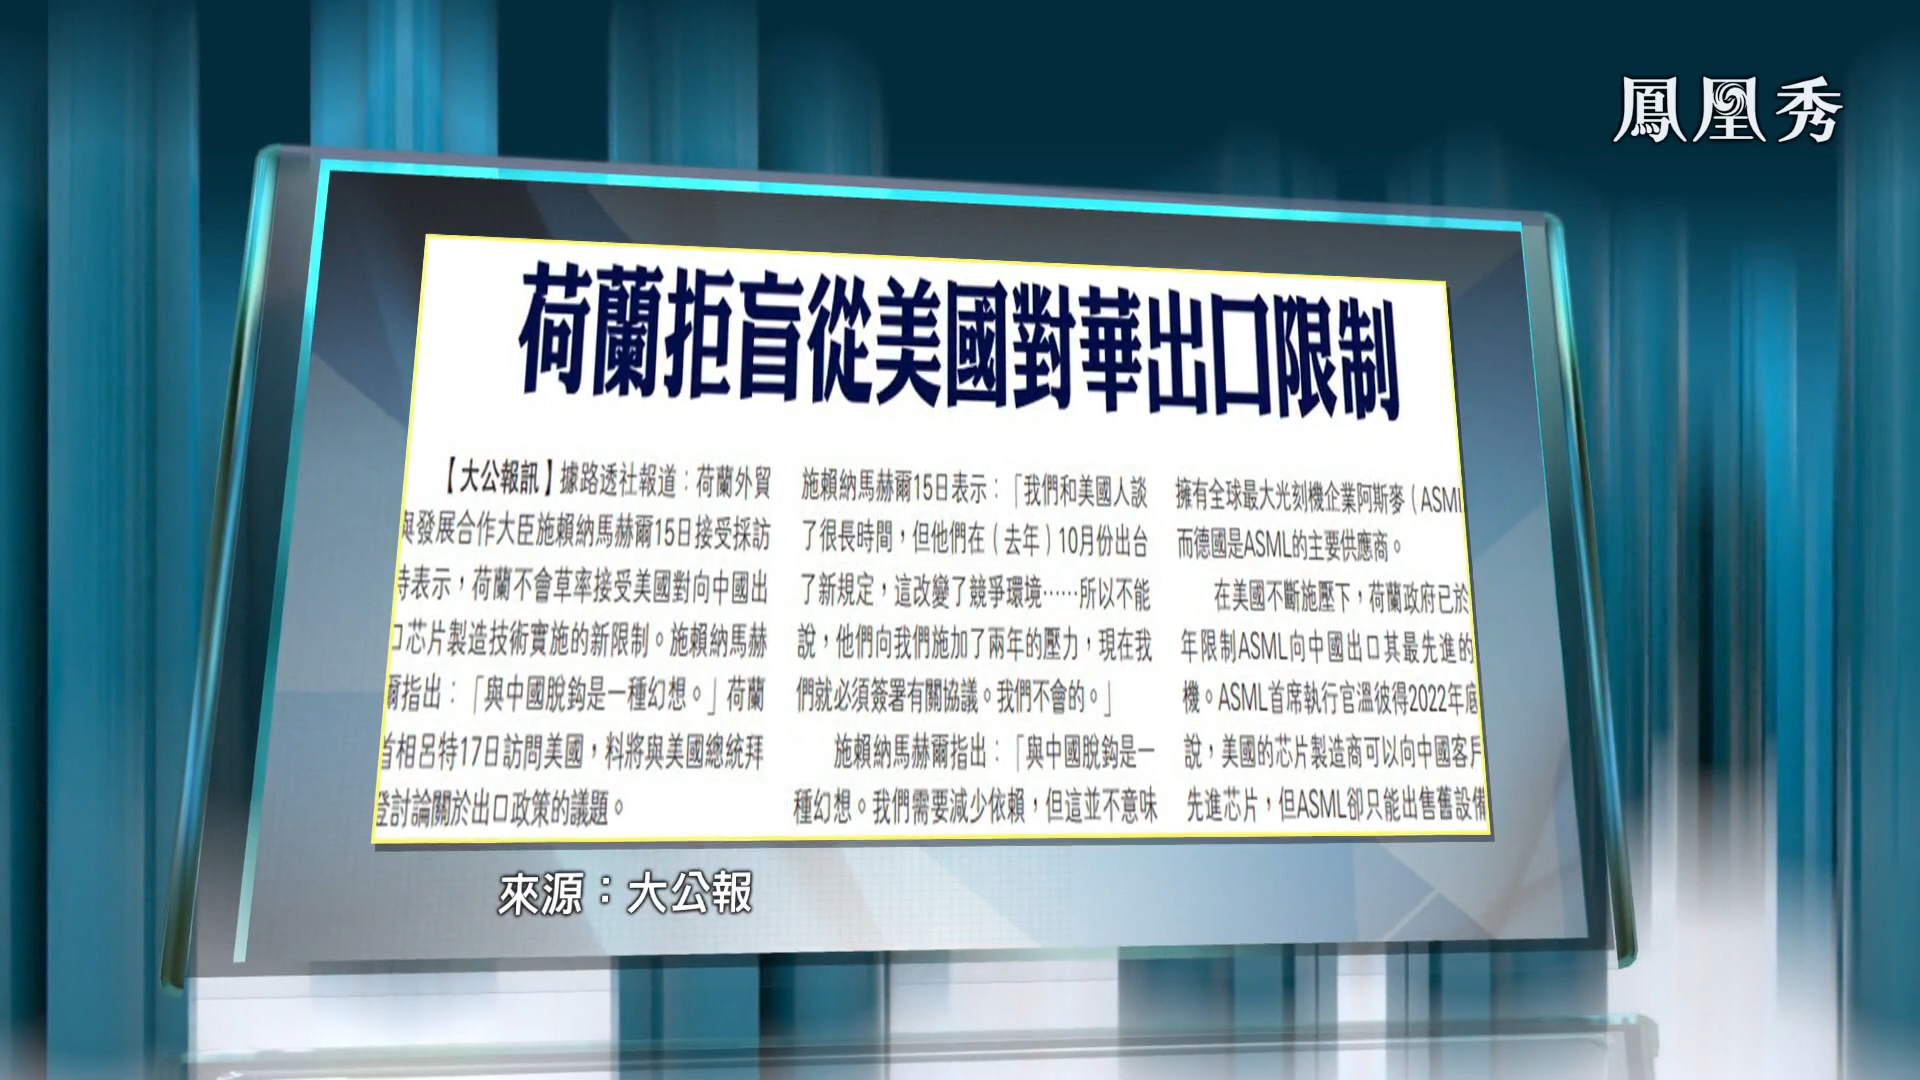 鳳凰秀
荷蘭拒盲從美國對華出口限制
【大公報訊】據路透社報道：荷蘭外貿
與發展合作大臣施賴納馬赫爾15日接受採訪
時表示，荷蘭不會草率接受美國對向中國出
口芯片製造技術實施的新限制。施賴納馬赫
爾指出：「與中國脫鈎是一種幻想。」荷蘭
首相呂特17日訪問美國，料將與美國總統拜
登討論關於出口政策的議題。
施賴納馬赫爾15日表示：「我們和美國人談
了很長時間，但他們在（去年）10月份出台
了新規定，這改變了競爭環境……所以不能
說，他們向我們施加了兩年的壓力，現在我
們就必須簽署有關協議。我們不會的。」
施賴納馬赫爾指出：「與中國脫鈎是一
種幻想。我們需要減少依賴，但這並不意味
擁有全球最大光刻機企業阿斯麥（ASML
而德國是ASML的主要供應商。
在美國不斷施壓下，荷蘭政府已於
年限制ASML向中國出口其最先進的
機。ASML首席執行官溫彼得2022年底
說，美國的芯片製造商可以向中國客戶
先進芯片，但ASML卻只能出售舊設備
來源：大公報